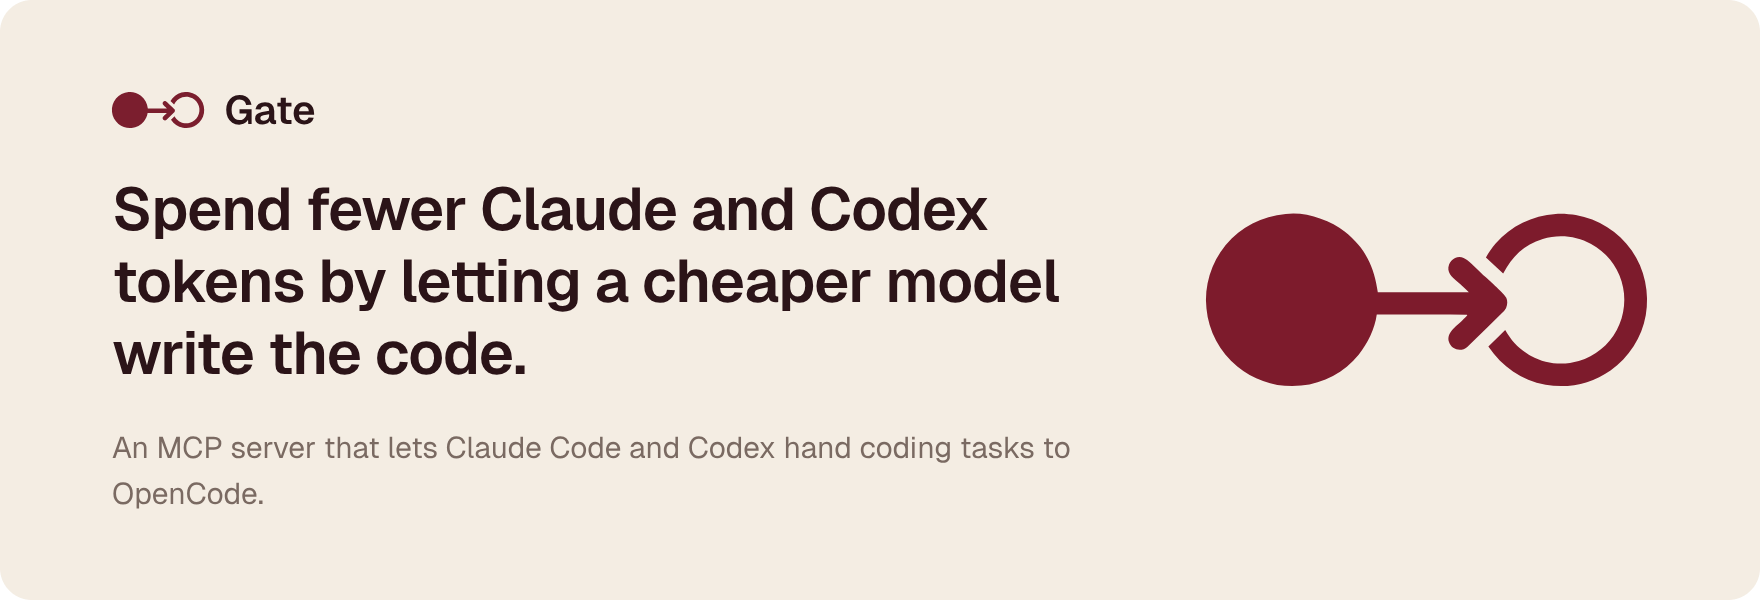 Gate
Spend fewer Claude and Codex
tokens by letting a cheaper model
write the code.
An MCP server that lets Claude Code and Codex hand coding tasks to
OpenCode.